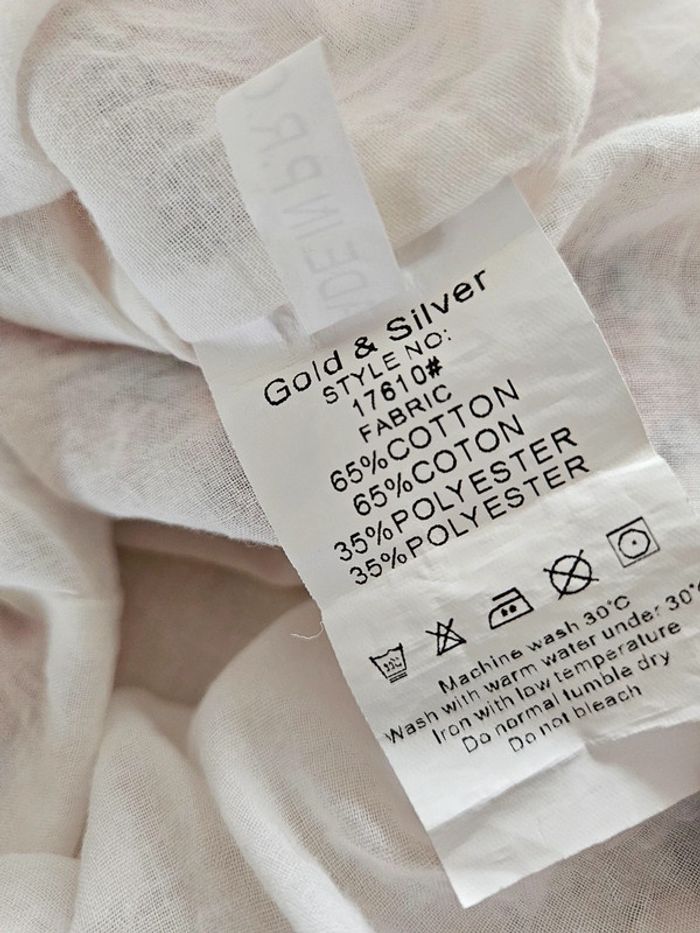 Gold & Silver
STYLE NO:
17610#
FABRIC
65%COTTON
65%COTON
35%POLYESTER
35%POLYESTER
Machine wash 30°C
Wash with warm water under 30°C
Iron with low temperature
Do normal tumble dry
Do not bleach